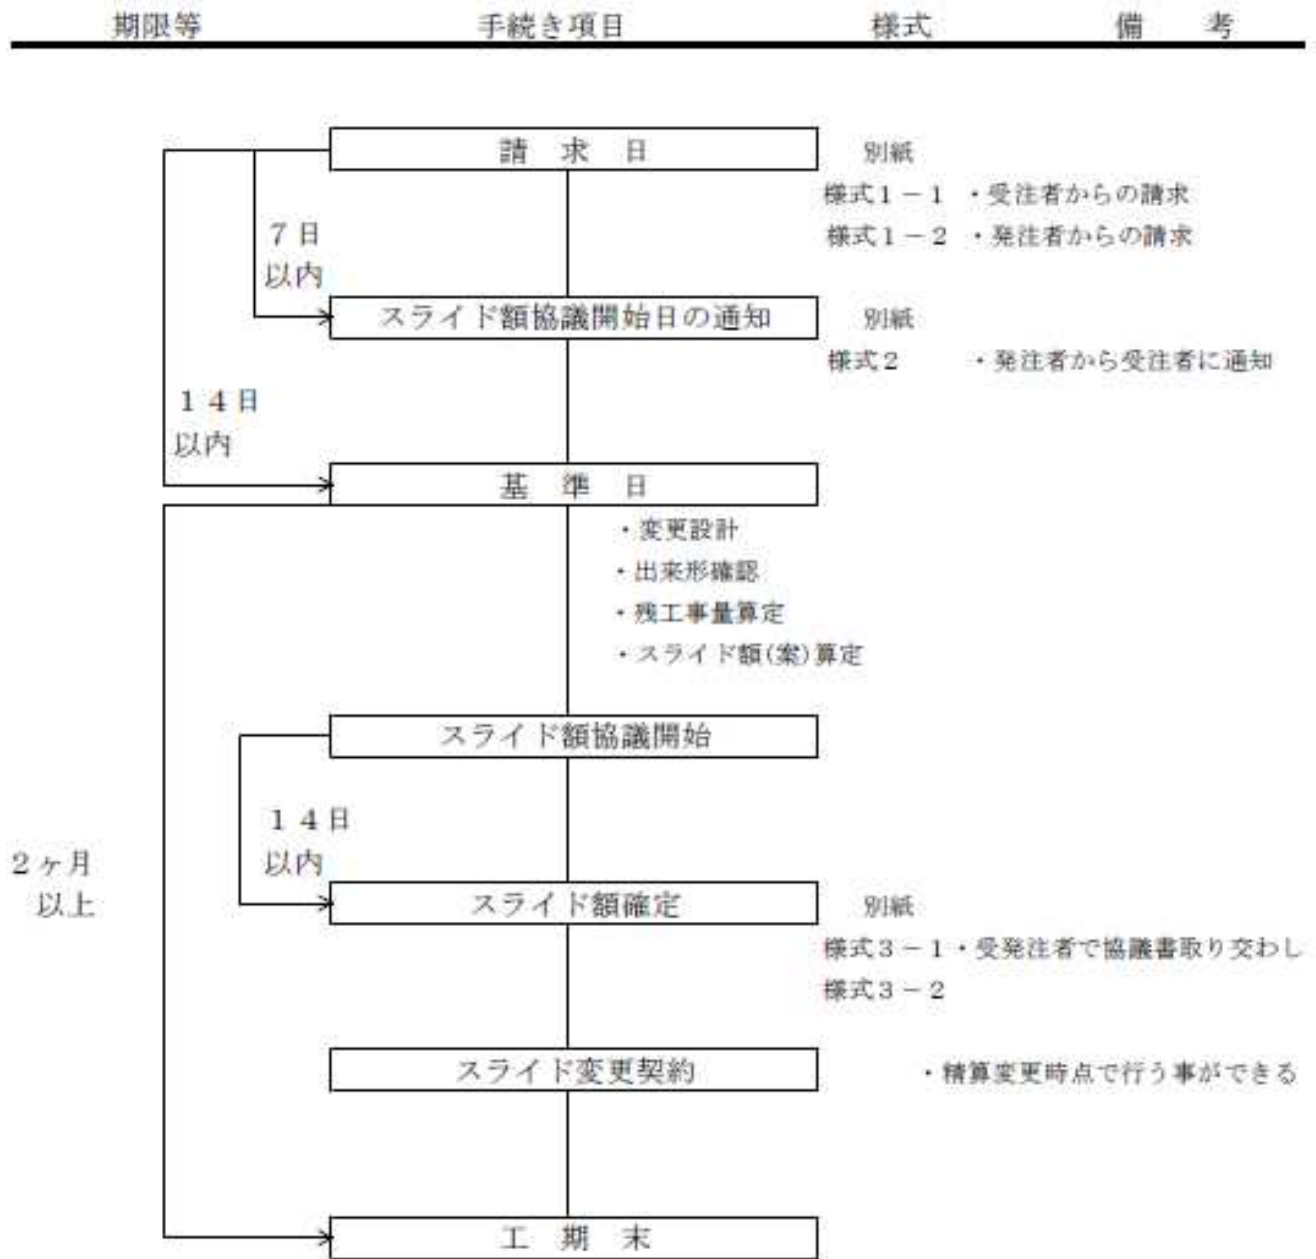 期限等 手続き項目 様式 備 考
請 求 日 別紙
様式1-1 ・受注者からの請求
7日 様式1-2 ・発注者からの請求
以内
スライド額協議開始日の通知 別紙
様式2 ・発注者から受注者に通知
14日
以内
基 準 日
・変更設計
・出来形確認
・残工事量算定
・スライド額(案)算定
スライド額協議開始
14日
2ヶ月 以内
以上 スライド額確定 別紙
様式3-1・受発注者で協議書取り交わし
様式3-2
スライド変更契約 ・精算変更時点で行う事ができる
工 期 末